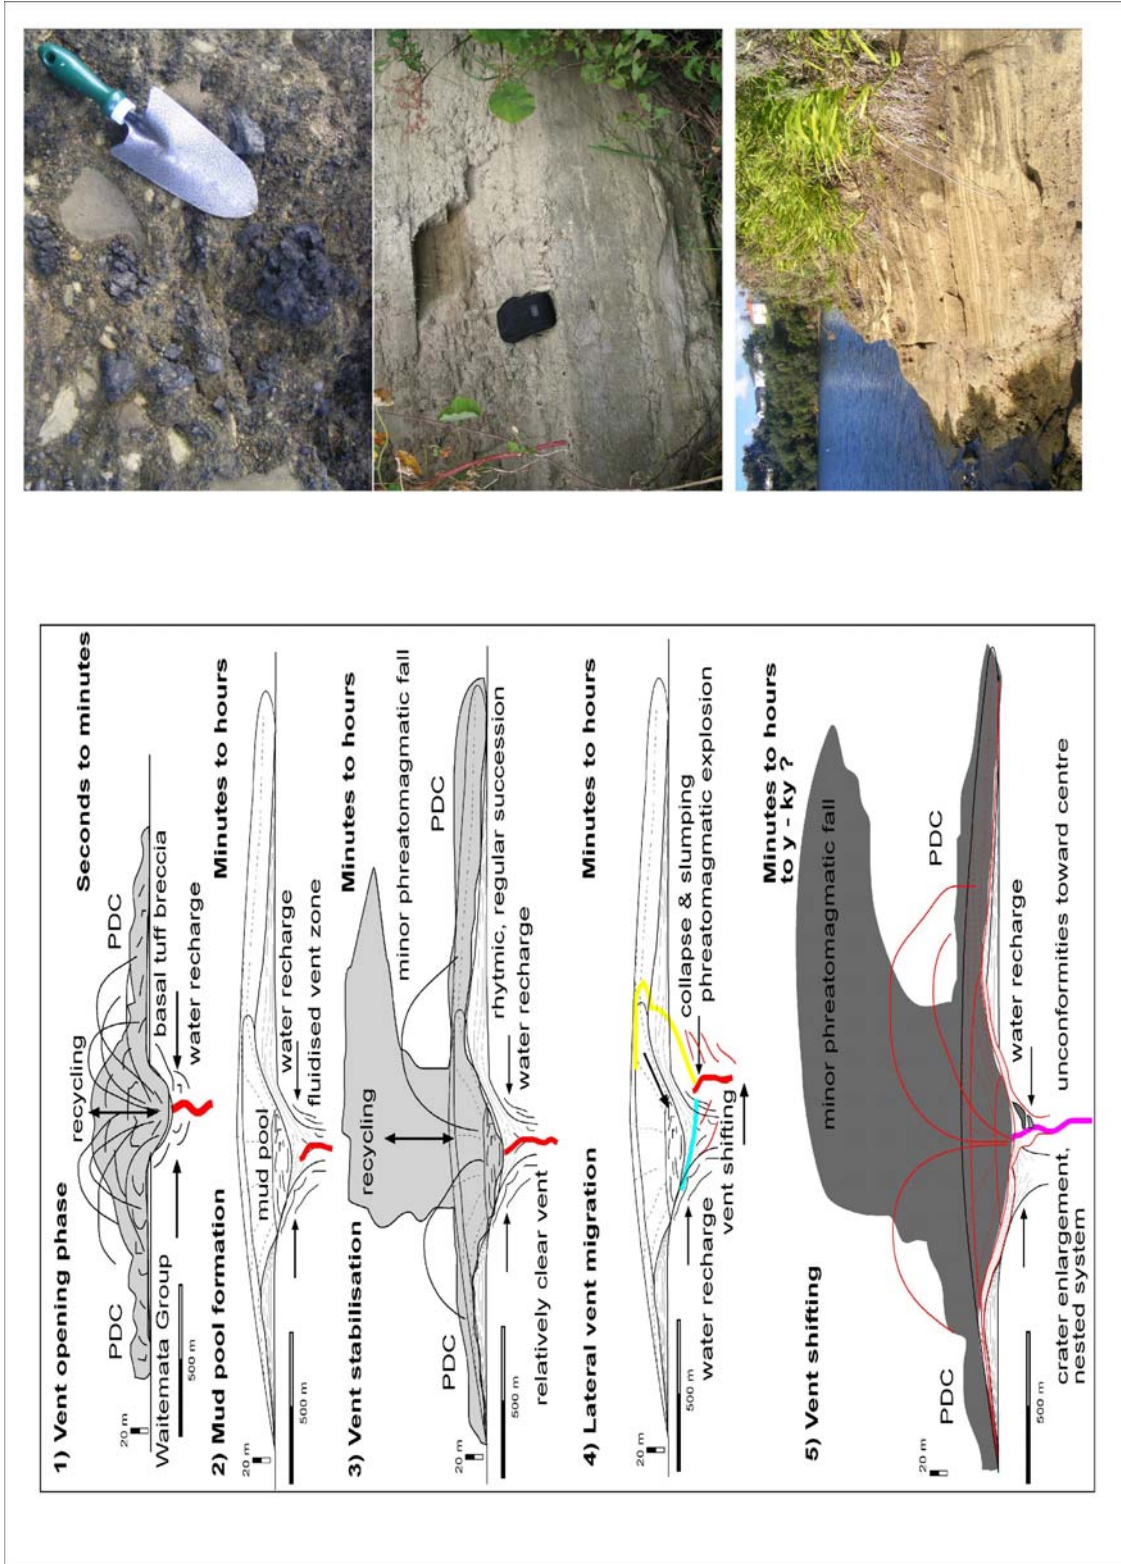 1) Vent opening phase
Seconds to minutes
recycling
PDC
PDC
basal tuff breccia
water recharge
20 m
Waitemata Group
500 m
2) Mud pool formation
Minutes to hours
mud pool
water recharge
fluidised vent zone
20 m
500 m
3) Vent stabilisation
Minutes to hours
minor phreatomagmatic fall
recycling
PDC
PDC
rhytmic, regular succession
water recharge
20 m
relatively clear vent
500 m
4) Lateral vent migration
Minutes to hours
collapse & slumping
phreatomagmatic explosion
20 m
water recharge
vent shifting
500 m
5) Vent shifting
Minutes to hours
to y - ky ?
minor phreatomagmatic fall
PDC
PDC
water recharge
20 m
unconformities toward centre
crater enlargement,
nested system
500 m